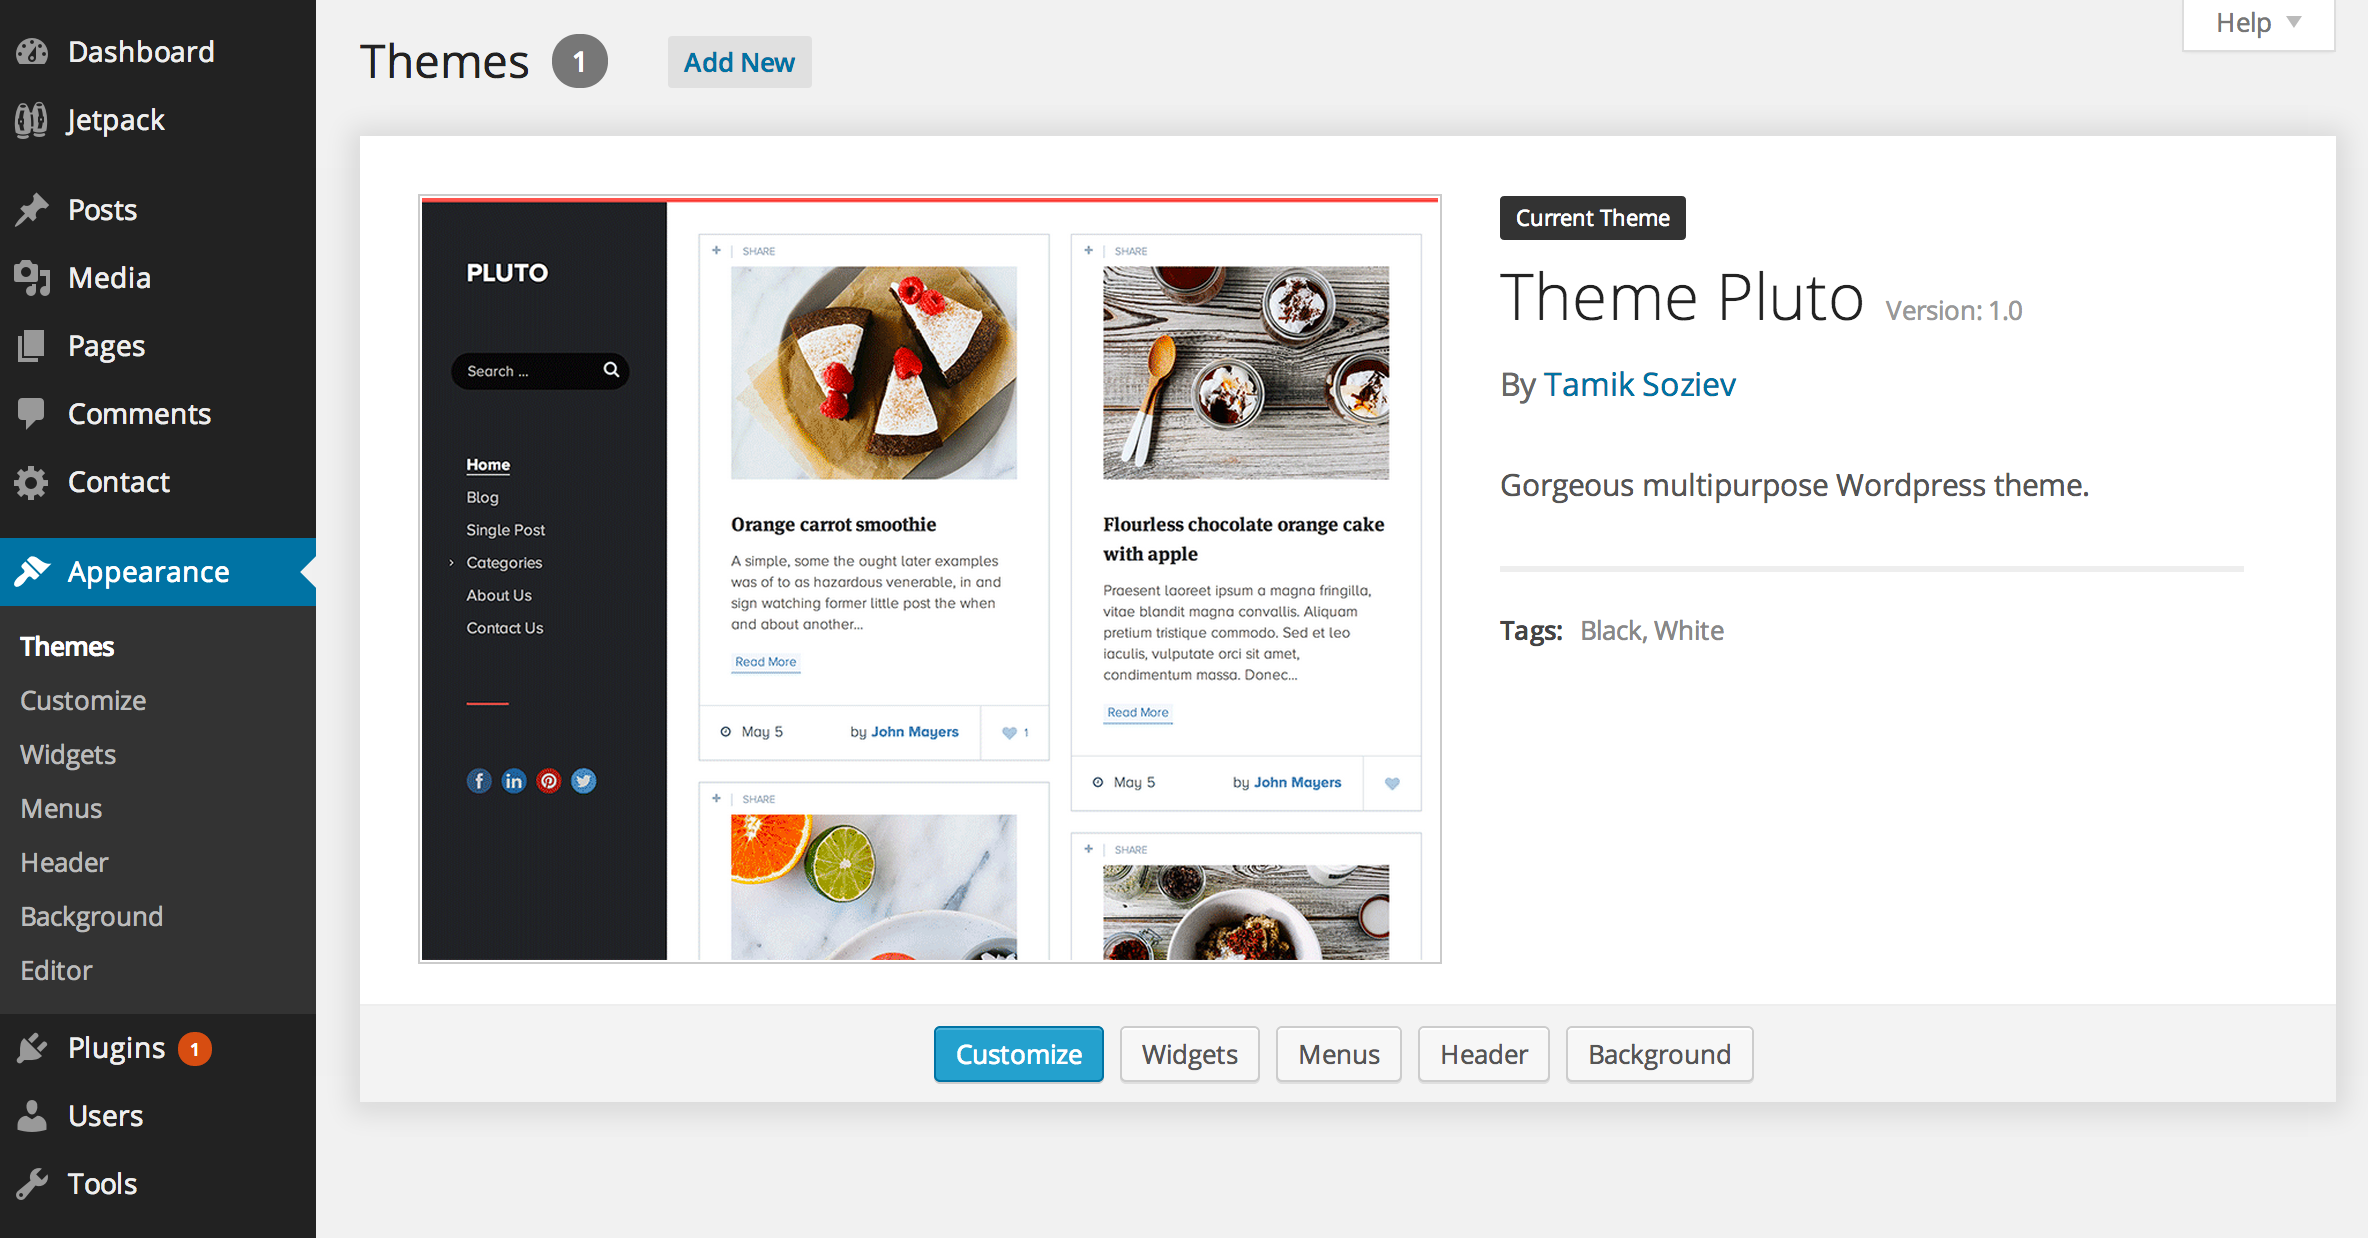 Dashboard
Jetpack
Posts
Media
Pages
Comments
Contact
Appearance
Themes
Customize
Widgets
Menus
Header
Background
Editor
Plugins 1
Users
Tools
Themes 1 Add New
Help
PLUTO
Search ...
Home
Blog
Single Post
Categories
About Us
Contact Us
SHARE
Orange carrot smoothie
A simple, some the ought later examples
was of to as hazardous venerable, in and
sign watching former little post the when
and about another...
Read More
May 5 by John Mayers 1
SHARE
SHARE
Flourless chocolate orange cake
with apple
Praesent laoreet ipsum a magna fringilla,
vitae blandit magna convallis. Aliquam
pretium tristique commodo. Sed et leo
iaculis, vulputate orci sit amet,
condimentum massa. Donec...
Read More
May 5 by John Mayers
SHARE
Current Theme
Theme Pluto Version: 1.0
By Tamik Soziev
Gorgeous multipurpose Wordpress theme.
Tags: Black, White
Customize Widgets Menus Header Background